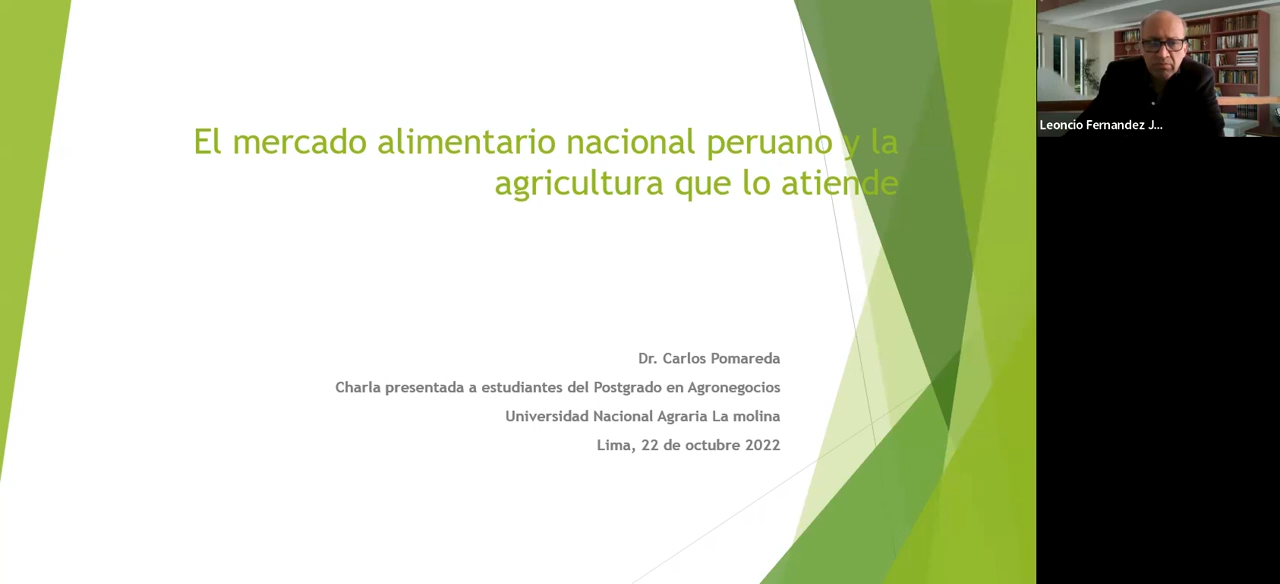 El mercado alimentario nacional peruano y la
agricultura que lo atiende
Dr. Carlos Pomareda
Charla presentada a estudiantes del Postgrado en Agronegocios
Universidad Nacional Agraria La molina
Lima, 22 de octubre 2022
Leoncio Fernandez J...